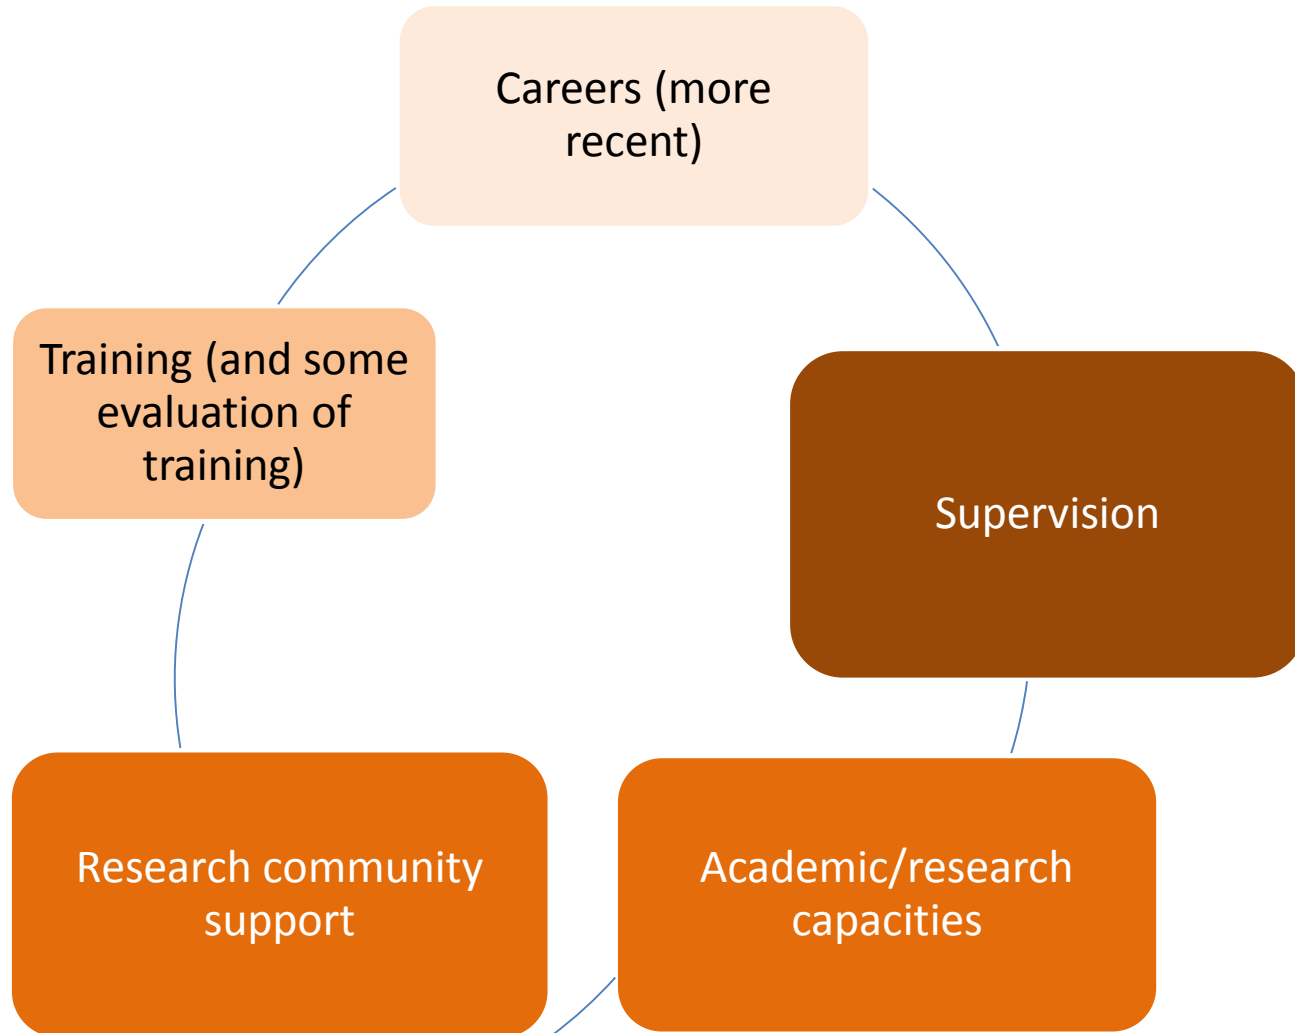 Careers (more
recent)
Training (and some
evaluation of
training)
Supervision
Research community
support
Academic/research
capacities